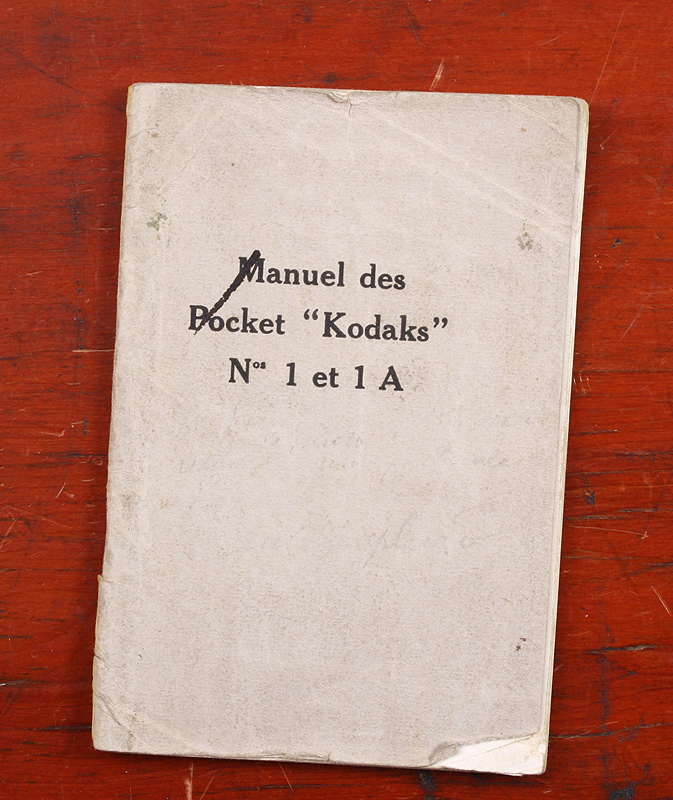 Manuel des
Pocket “Kodaks”
Nos 1 et 1 A